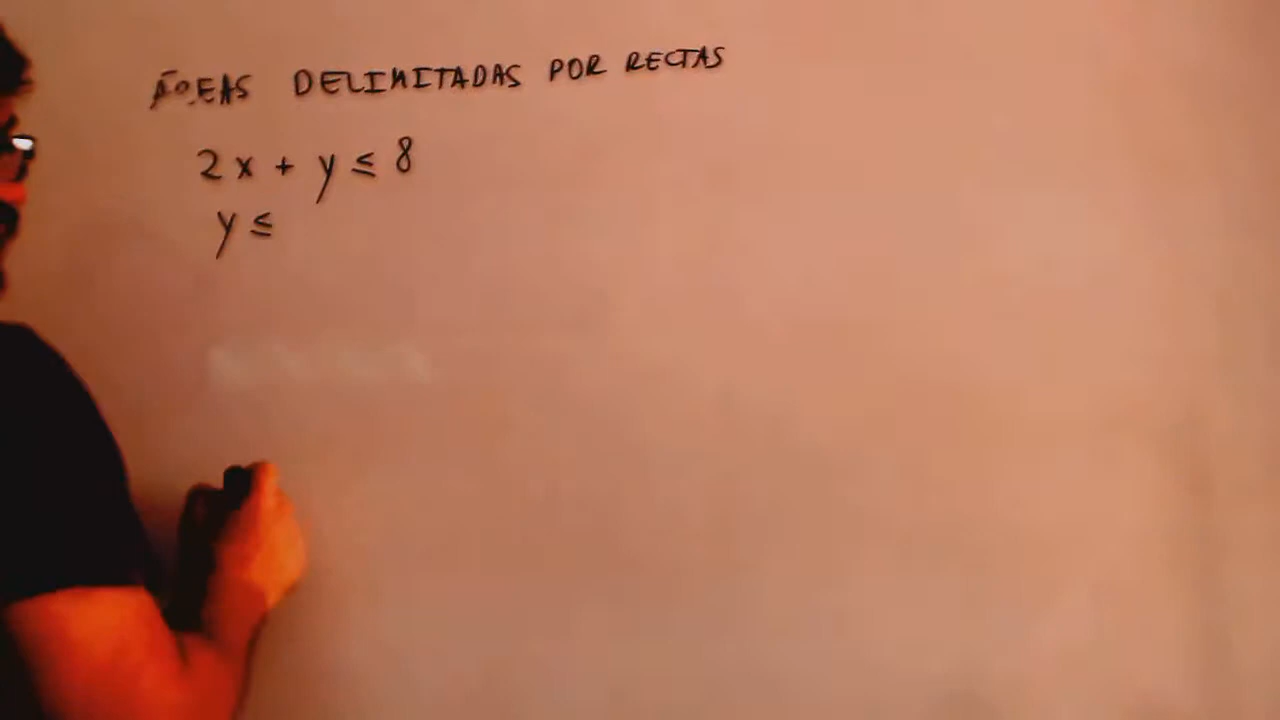 ÁREAS DELIMITADAS POR RECTAS
2x + y ≤ 8
y ≤